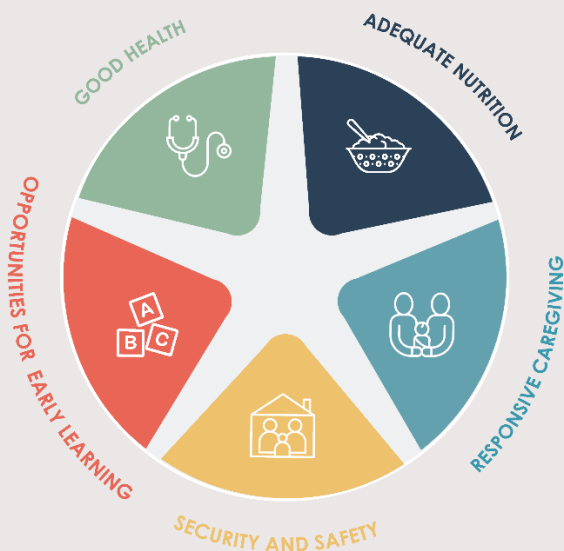 GOOD HEALTH
ADEQUATE NUTRITION
RESPONSIVE CAREGIVING
SECURITY AND SAFETY
OPPORTUNITIES FOR EARLY LEARNING
A
B C